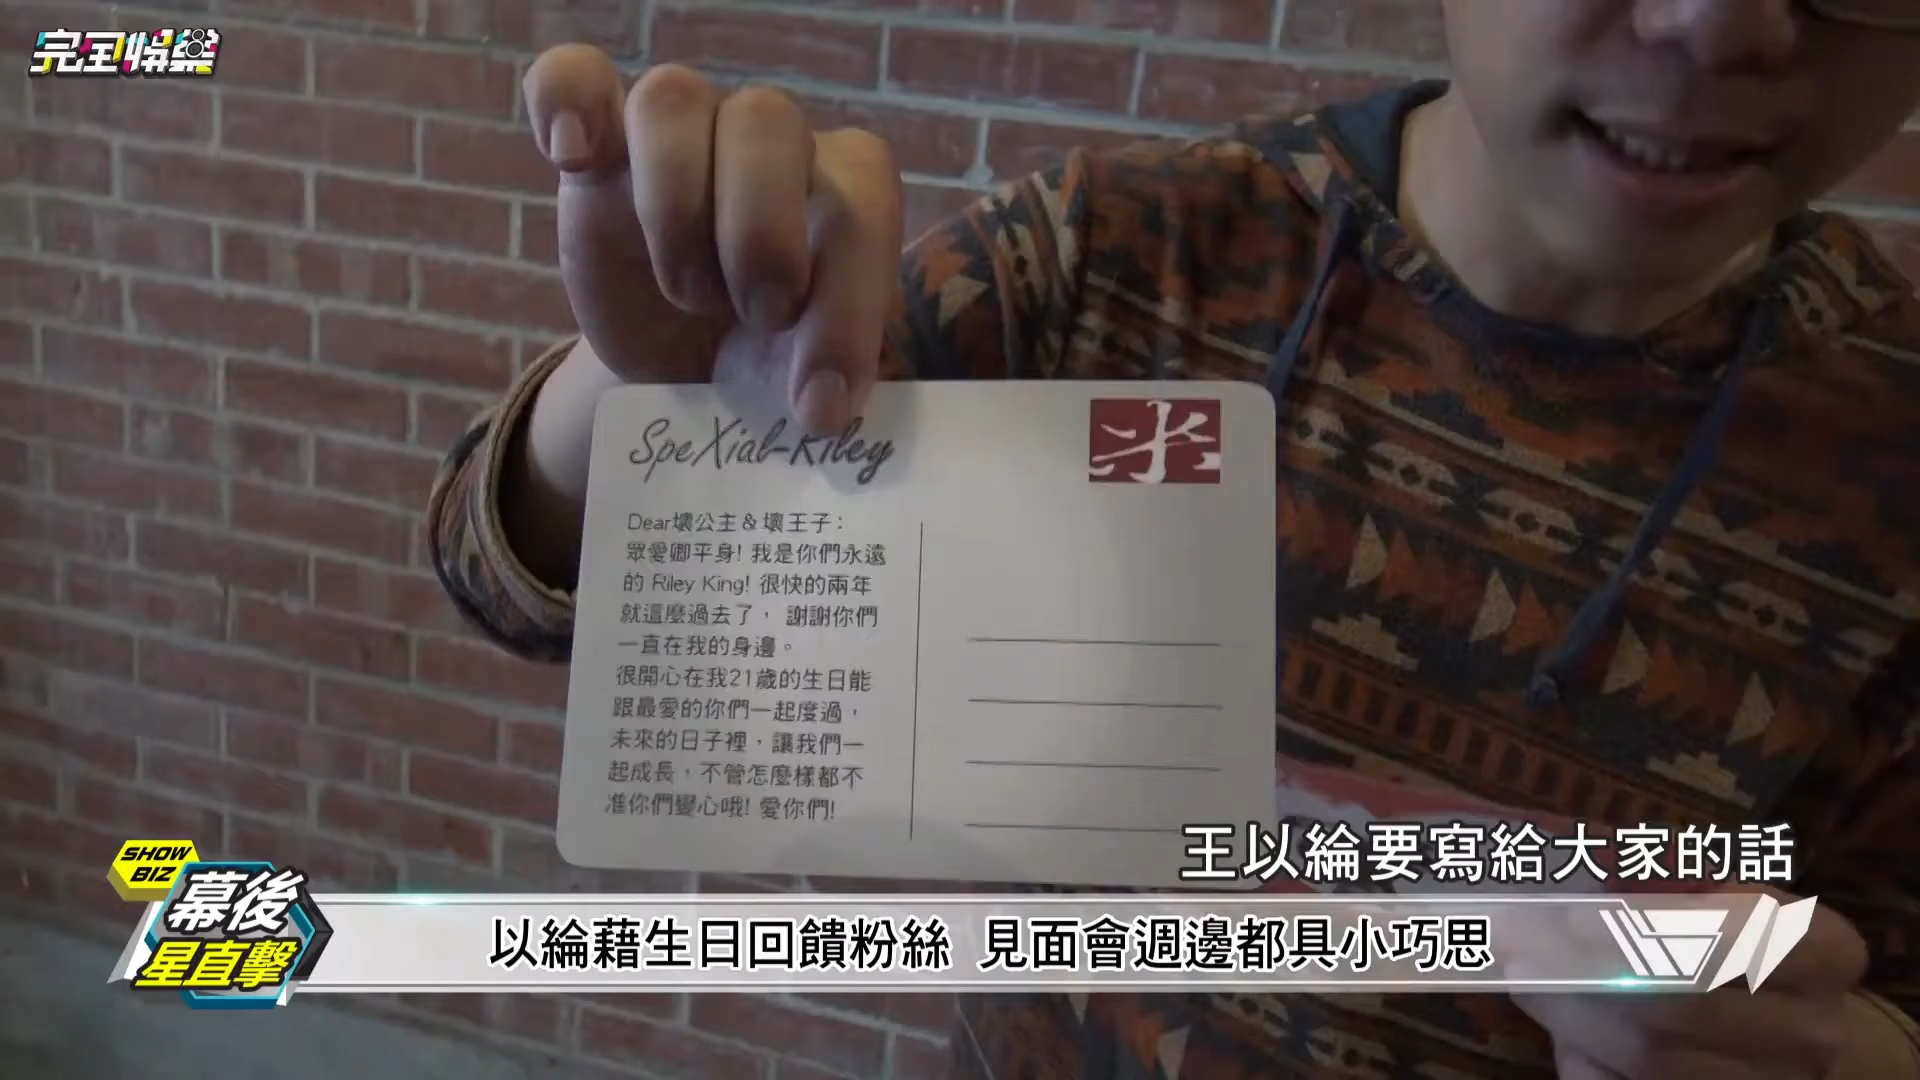 完全娛樂
SpeXial-Riley
米
Dear壞公主&壞王子：
眾愛卿平身! 我是你們永遠
的 Riley King! 很快的兩年
就這麼過去了， 謝謝你們
一直在我的身邊。
很開心在我21歲的生日能
跟最愛的你們一起度過，
未來的日子裡，讓我們一
起成長，不管怎麼樣都不
准你們變心哦! 愛你們!
王以綸要寫給大家的話
SHOW BIZ
幕後
星直擊
以綸藉生日回饋粉絲 見面會週邊都具小巧思